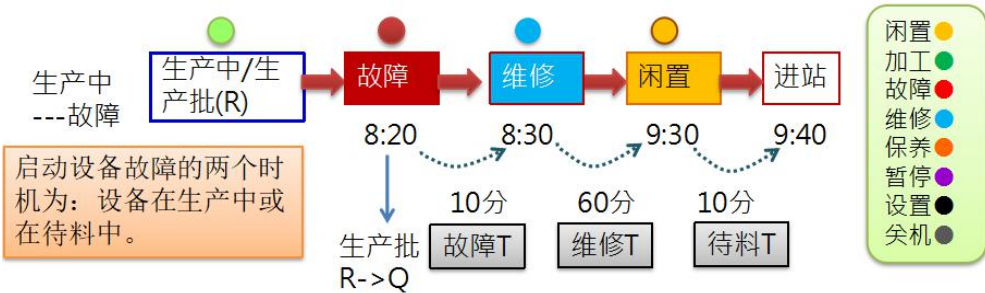 生产中
---故障
生产中/生
产批(R)
故障
维修
闲置
进站
8:20
8:30
9:30
9:40
启动设备故障的两个时
机为：设备在生产中或
在待料中。
10分
60分
10分
生产批
R->Q
故障T
维修T
待料T
闲置
加工
故障
维修
保养
暂停
设置
关机